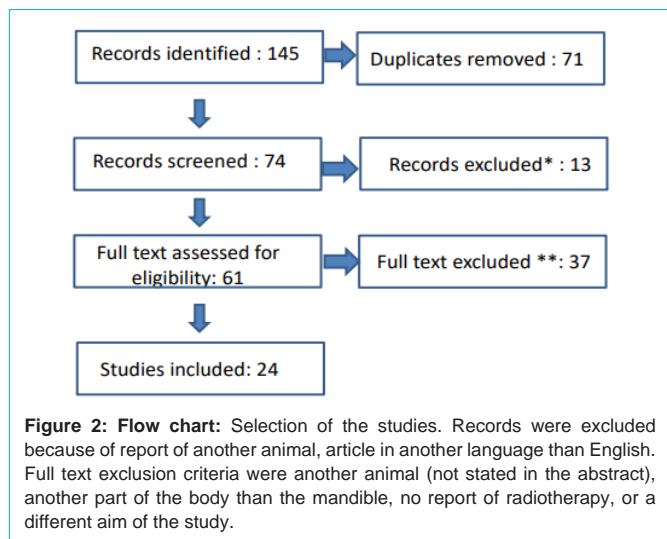 Records identified : 145
Duplicates removed : 71
Records screened : 74
Records excluded* : 13
Full text assessed for
eligibility: 61
Full text excluded **: 37
Studies included: 24
Figure 2: Flow chart: Selection of the studies. Records were excluded
because of report of another animal, article in another language than English.
Full text exclusion criteria were another animal (not stated in the abstract),
another part of the body than the mandible, no report of radiotherapy, or a
different aim of the study.